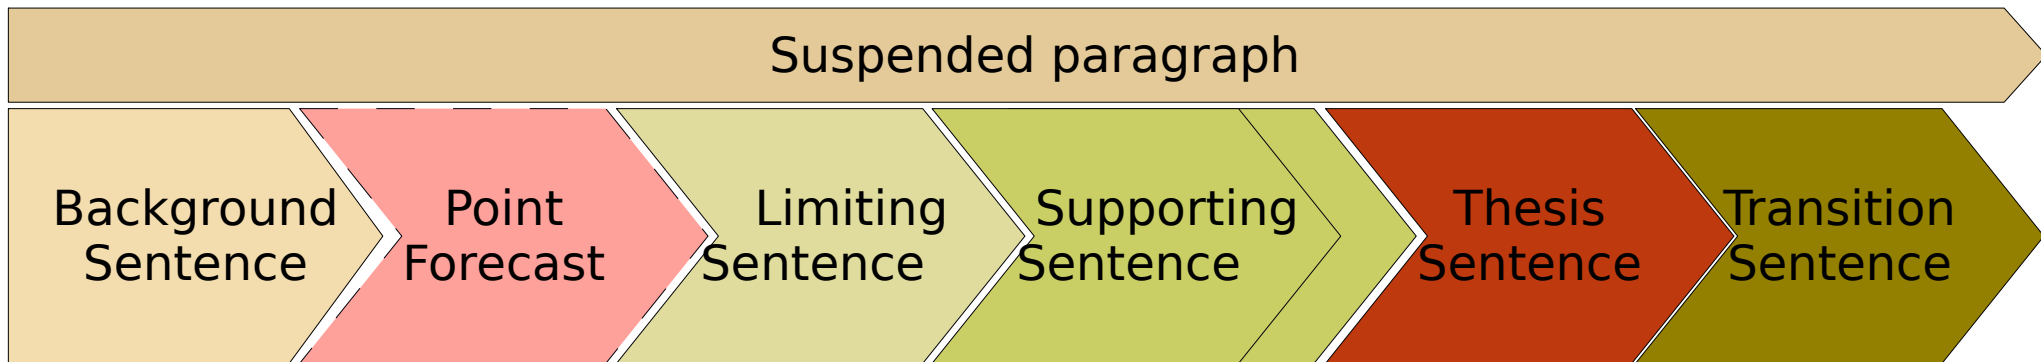 Suspended paragraph
Background
Sentence
Point
Forecast
Limiting
Sentence
Supporting
Sentence
Thesis
Sentence
Transition
Sentence